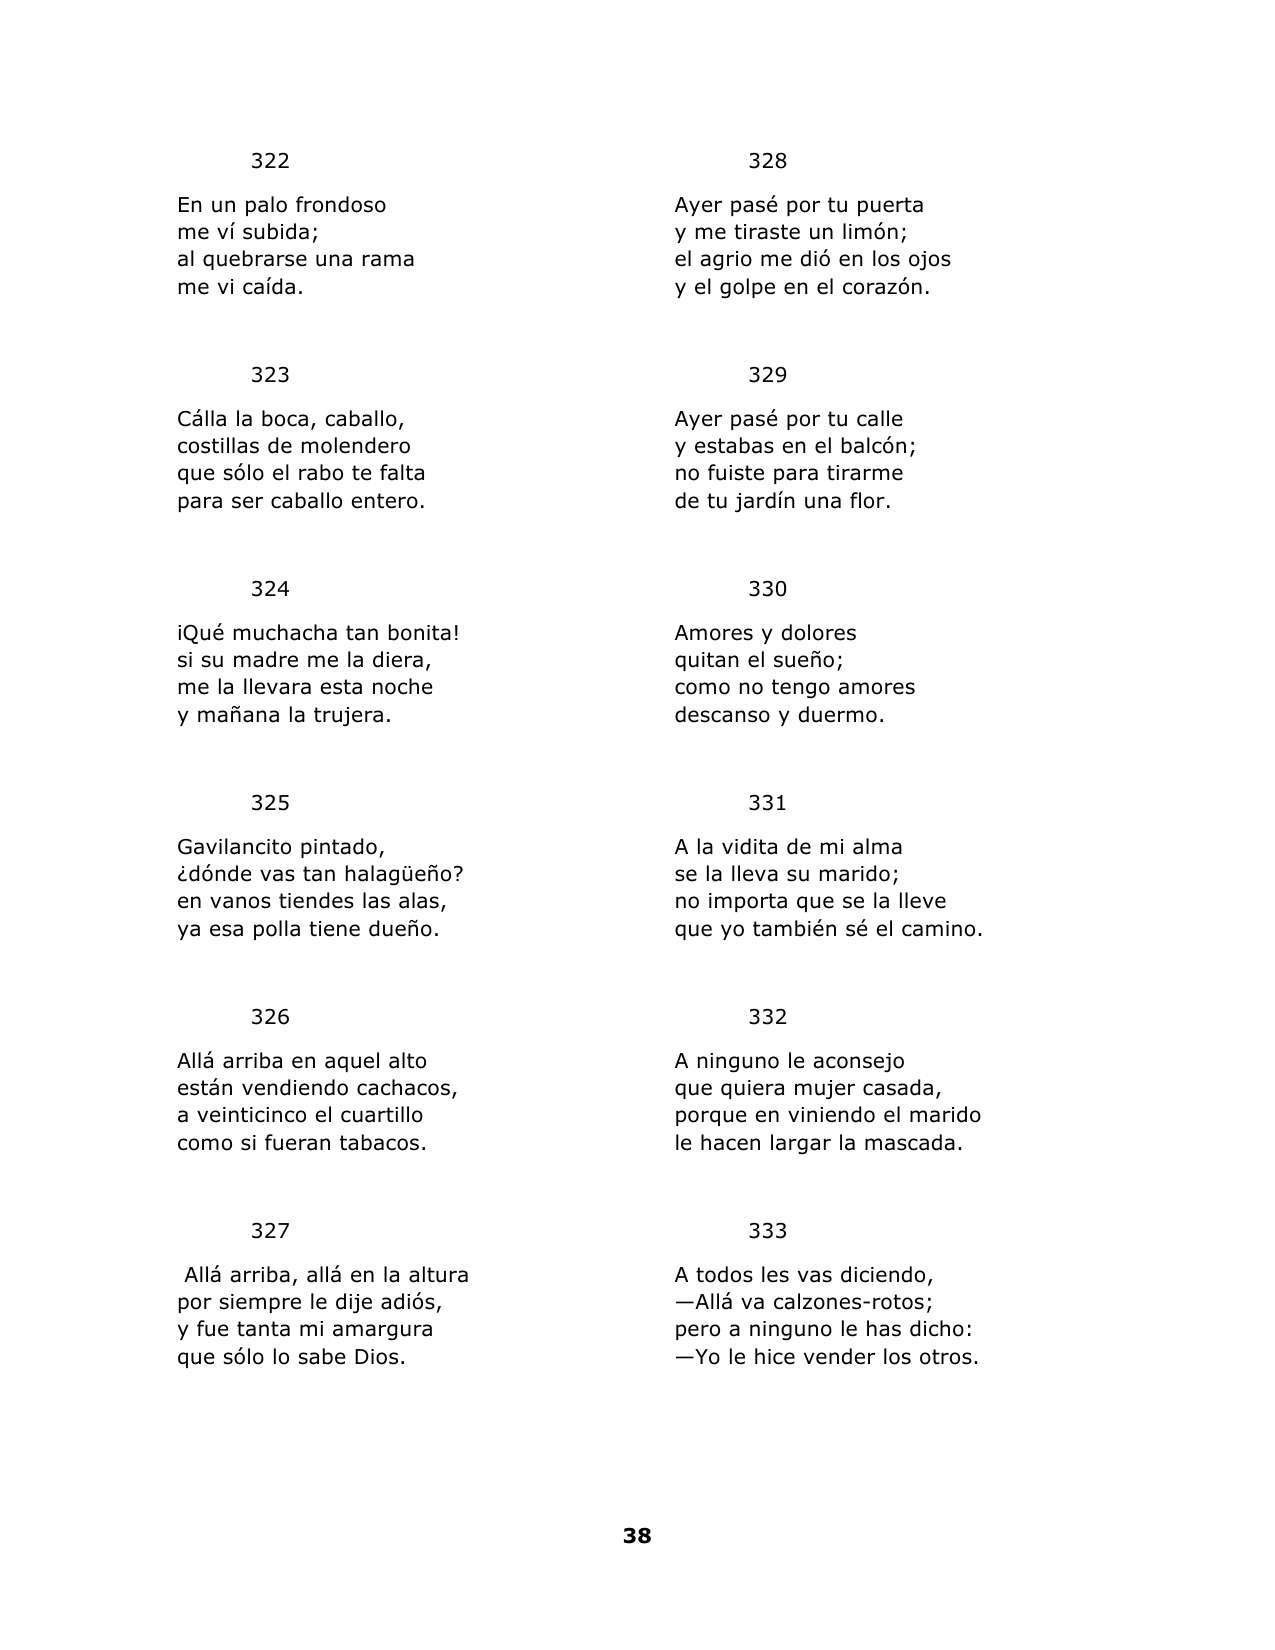 322
En un palo frondoso
me ví subida;
al quebrarse una rama
me vi caída.
323
Cálla la boca, caballo,
costillas de molendero
que sólo el rabo te falta
para ser caballo entero.
324
iQué muchacha tan bonita!
si su madre me la diera,
me la llevara esta noche
y mañana la trujera.
325
Gavilancito pintado,
¿dónde vas tan halagüeño?
en vanos tiendes las alas,
ya esa polla tiene dueño.
326
Allá arriba en aquel alto
están vendiendo cachacos,
a veinticinco el cuartillo
como si fueran tabacos.
327
Allá arriba, allá en la altura
por siempre le dije adiós,
y fue tanta mi amargura
que sólo lo sabe Dios.
328
Ayer pasé por tu puerta
y me tiraste un limón;
el agrio me dió en los ojos
y el golpe en el corazón.
329
Ayer pasé por tu calle
y estabas en el balcón;
no fuiste para tirarme
de tu jardín una flor.
330
Amores y dolores
quitan el sueño;
como no tengo amores
descanso y duermo.
331
A la vidita de mi alma
se la lleva su marido;
no importa que se la lleve
que yo también sé el camino.
332
A ninguno le aconsejo
que quiera mujer casada,
porque en viniendo el marido
le hacen largar la mascada.
333
A todos les vas diciendo,
—Allá va calzones-rotos;
pero a ninguno le has dicho:
—Yo le hice vender los otros.
38